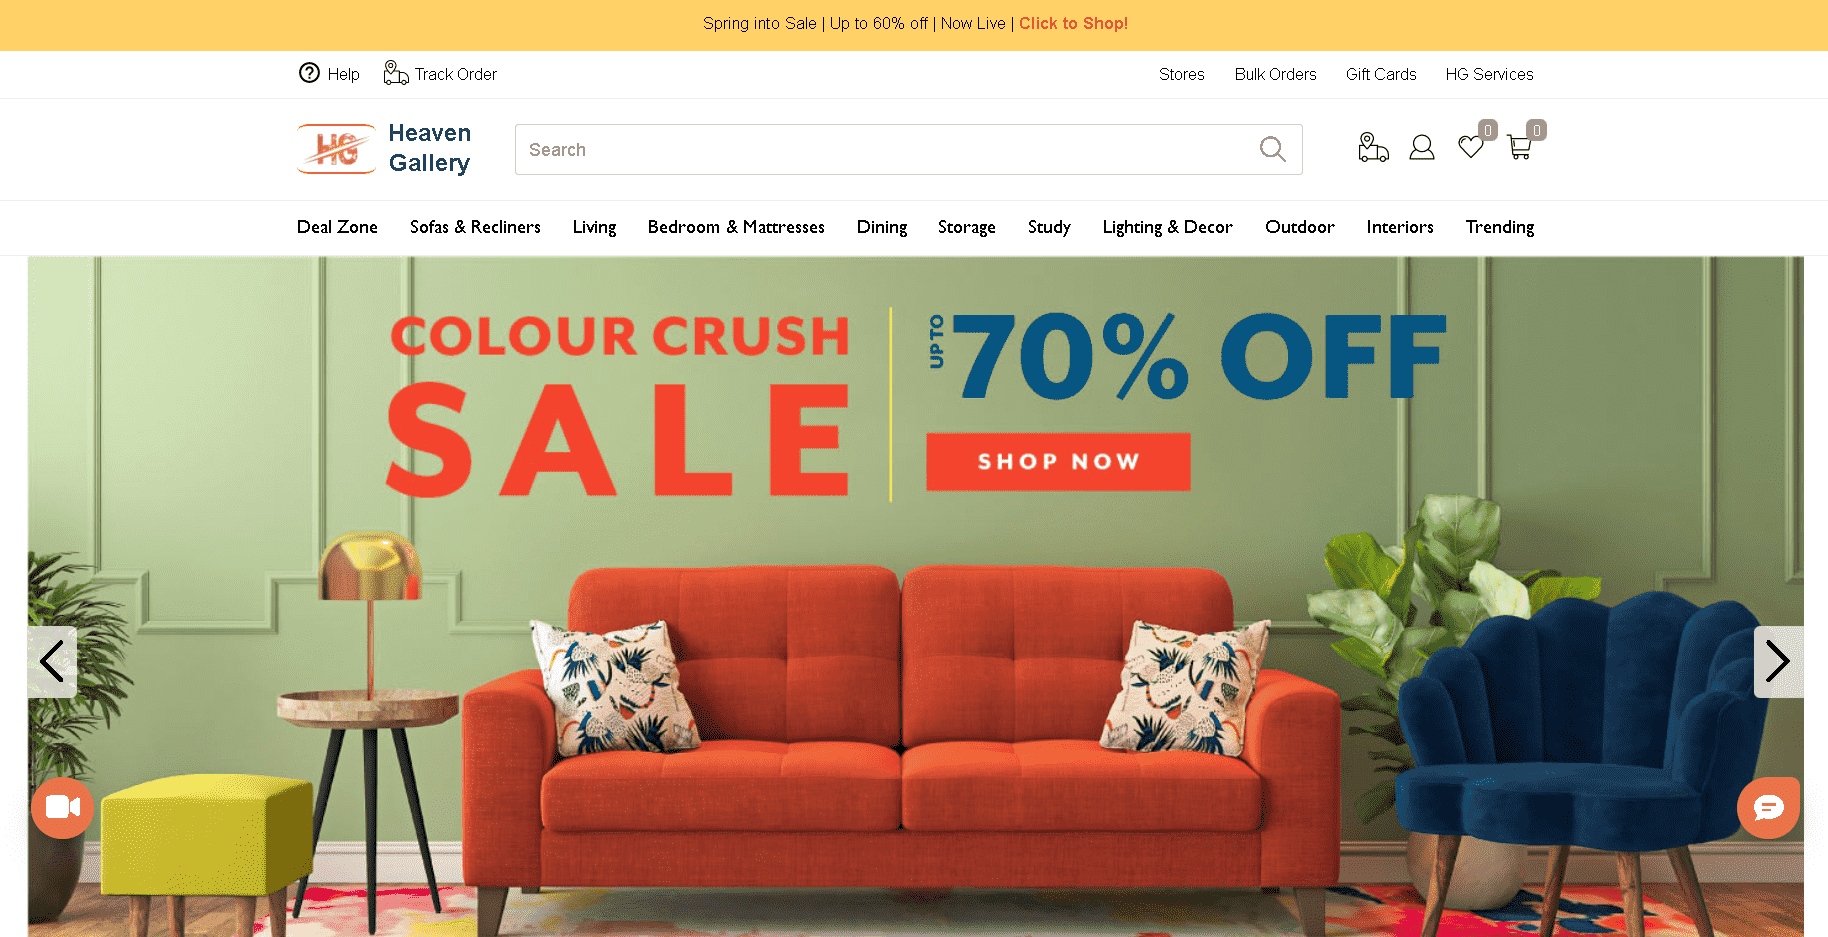 Spring into Sale | Up to 60% off | Now Live | Click to Shop!
Help Track Order Stores Bulk Orders Gift Cards HG Services
HG
Heaven
Gallery
Search
0 0
Deal Zone Sofas & Recliners Living Bedroom & Mattresses Dining Storage Study Lighting & Decor Outdoor Interiors Trending
COLOUR CRUSH
SALE
UP TO
70% OFF
SHOP NOW